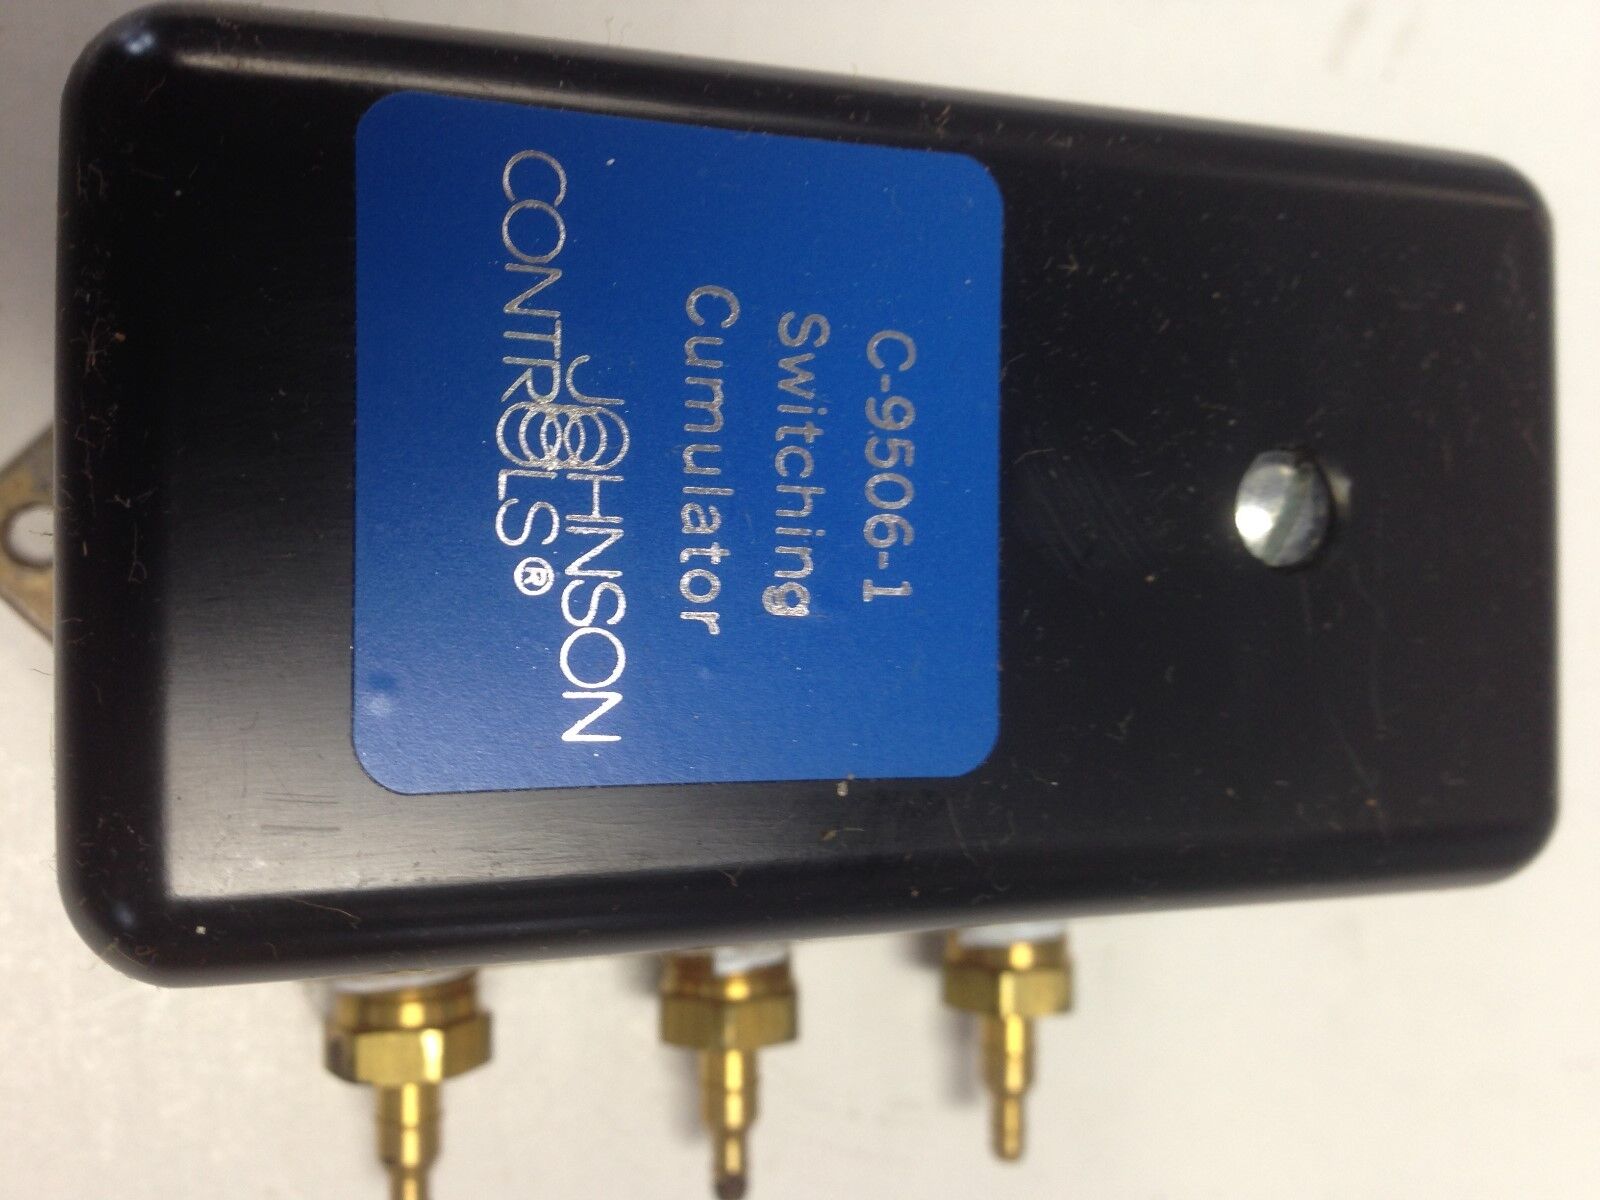 C-9506-1
Switching
Cumulator
JOHNSON
CONTROLS®